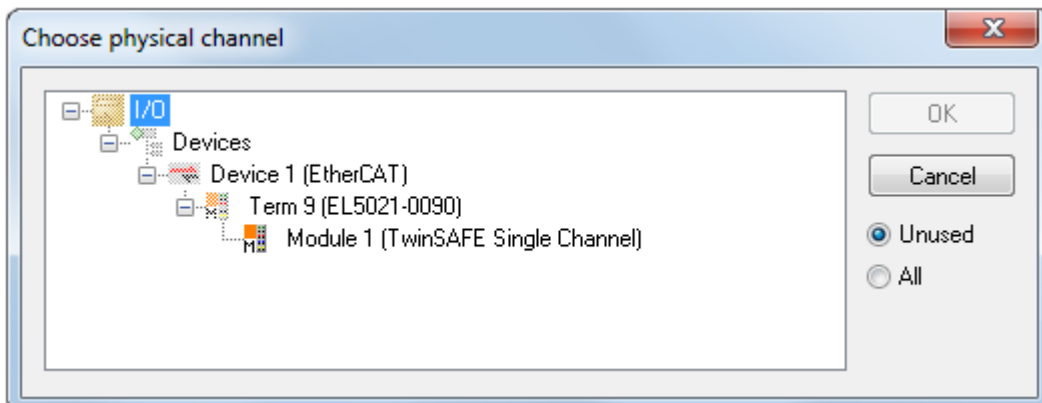 Choose physical channel
I/O
OK
Devices
Device 1 (EtherCAT)
Cancel
Term 9 (EL5021-0090)
Module 1 (TwinSAFE Single Channel)
Unused
All